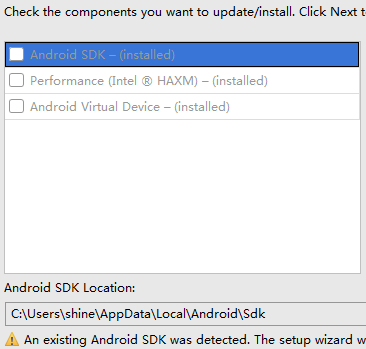 Check the components you want to update/install. Click Next t
Android SDK – (installed)
Performance (Intel ® HAXM) – (installed)
Android Virtual Device – (installed)
Android SDK Location:
C:\Users\shine\AppData\Local\Android\Sdk
An existing Android SDK was detected. The setup wizard w